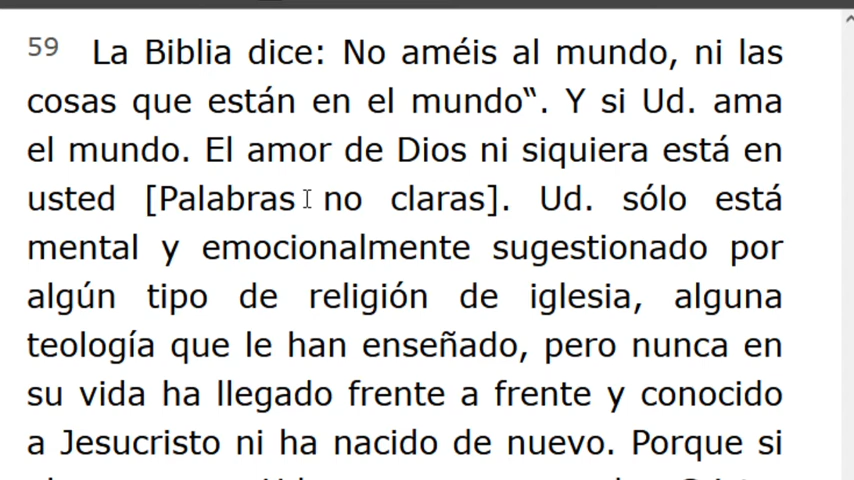 59 La Biblia dice: No améis al mundo, ni las
cosas que están en el mundo“. Y si Ud. ama
el mundo. El amor de Dios ni siquiera está en
usted [Palabras no claras]. Ud. sólo está
mental y emocionalmente sugestionado por
algún tipo de religión de iglesia, alguna
teología que le han enseñado, pero nunca en
su vida ha llegado frente a frente y conocido
a Jesucristo ni ha nacido de nuevo. Porque si